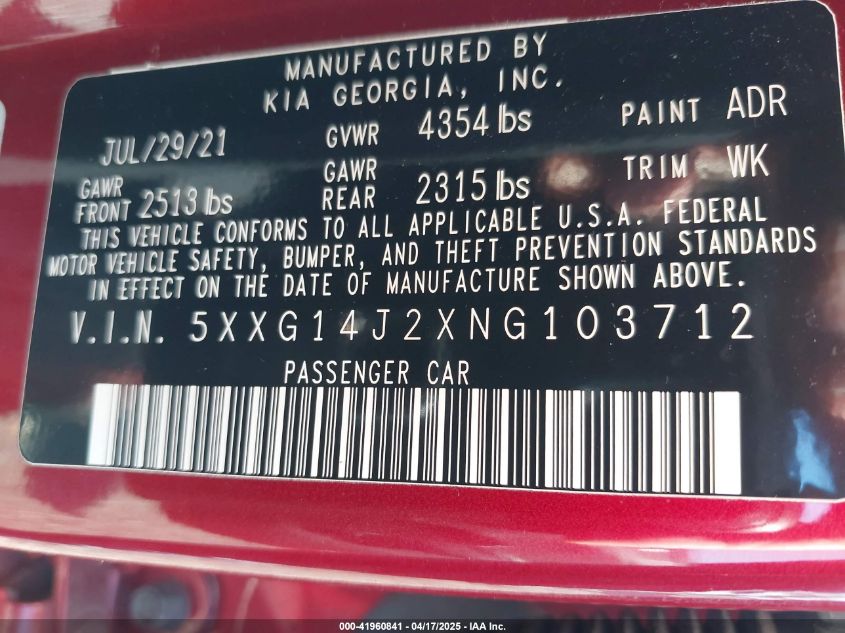 MANUFACTURED BY
KIA GEORGIA, INC.
JUL/29/21 GVWR 4354 lbs PAINT ADR
GAWR FRONT 2513 lbs GAWR REAR 2315 lbs TRIM WK
THIS VEHICLE CONFORMS TO ALL APPLICABLE U.S.A. FEDERAL
MOTOR VEHICLE SAFETY, BUMPER, AND THEFT PREVENTION STANDARDS
IN EFFECT ON THE DATE OF MANUFACTURE SHOWN ABOVE.
V.I.N. 5XXG14J2XNG103712
PASSENGER CAR
000-41960841 - 04/17/2025 - IAA Inc.